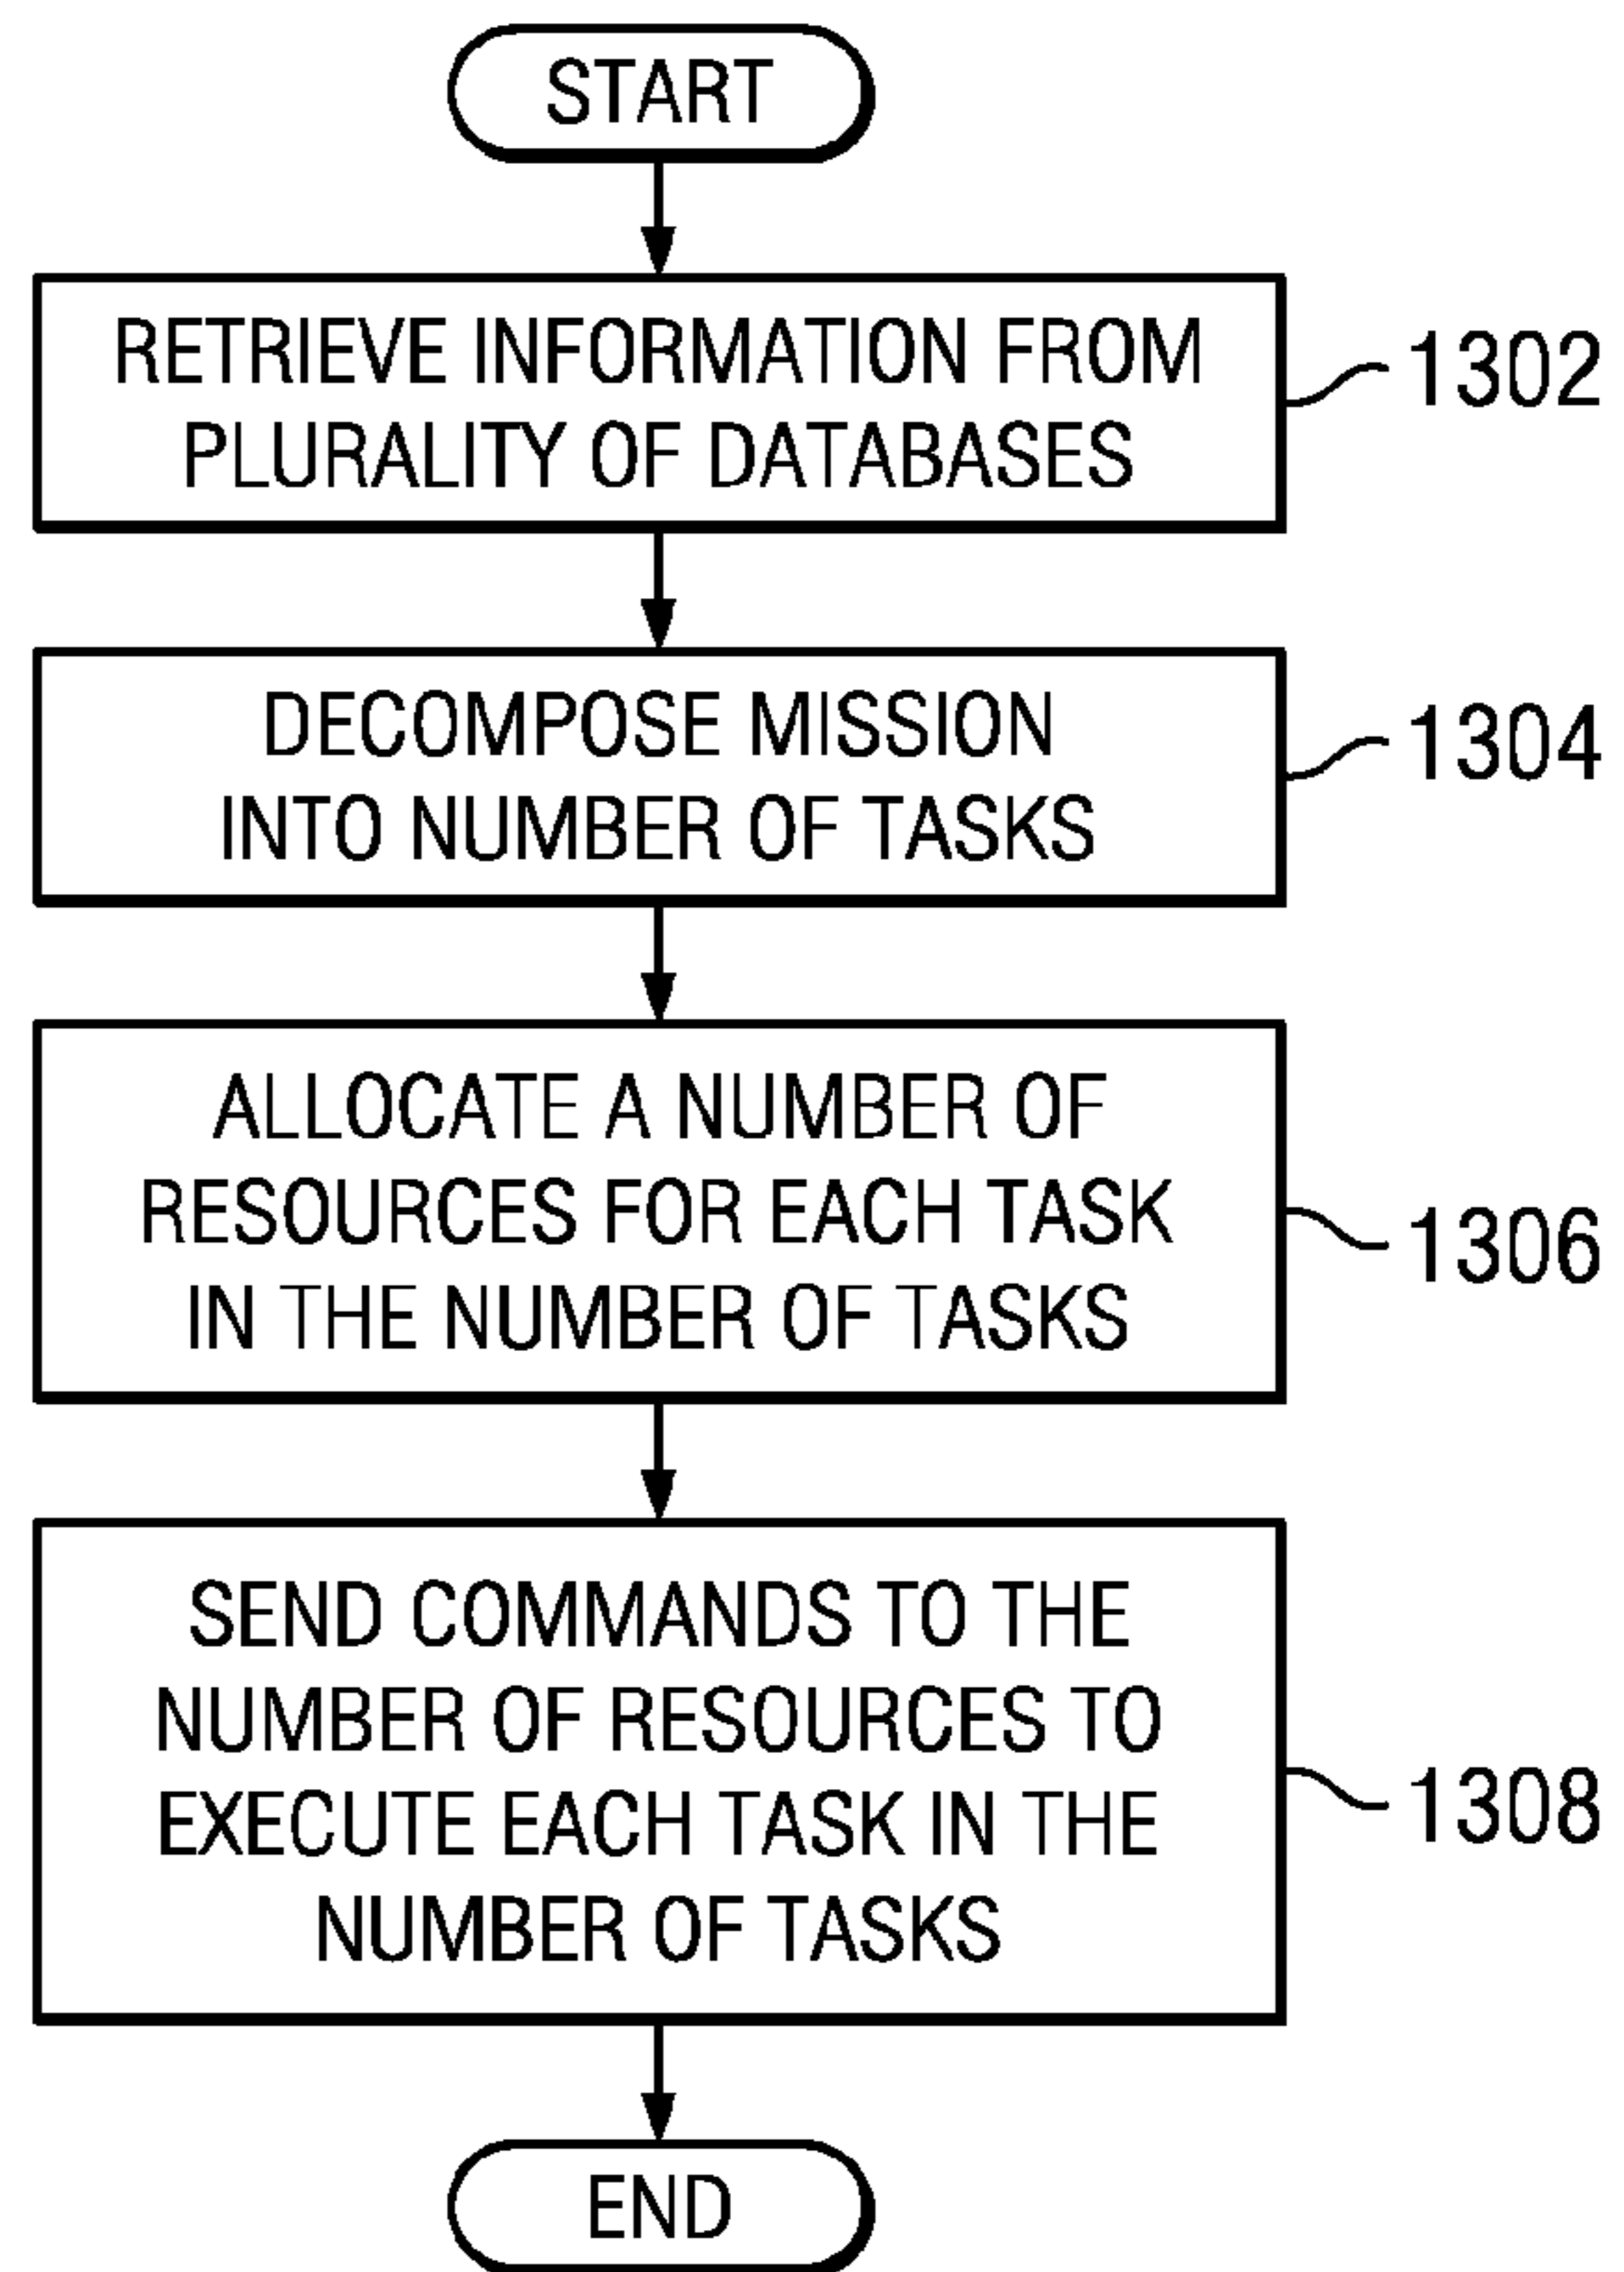 START
RETRIEVE INFORMATION FROM
PLURALITY OF DATABASES
1302
DECOMPOSE MISSION
INTO NUMBER OF TASKS
1304
ALLOCATE A NUMBER OF
RESOURCES FOR EACH TASK
IN THE NUMBER OF TASKS
1306
SEND COMMANDS TO THE
NUMBER OF RESOURCES TO
EXECUTE EACH TASK IN THE
NUMBER OF TASKS
1308
END